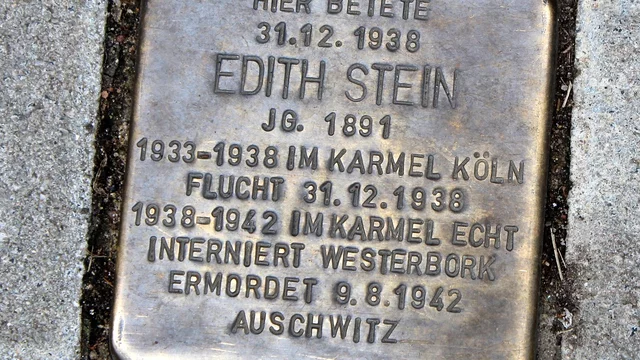 HIER BETETE
31.12.1938
EDITH STEIN
JG. 1891
1933-1938 IM KARMEL KÖLN
FLUCHT 31.12.1938
1938-1942 IM KARMEL ECHT
INTERNIERT WESTERBORK
ERMORDET 9.8.1942
AUSCHWITZ